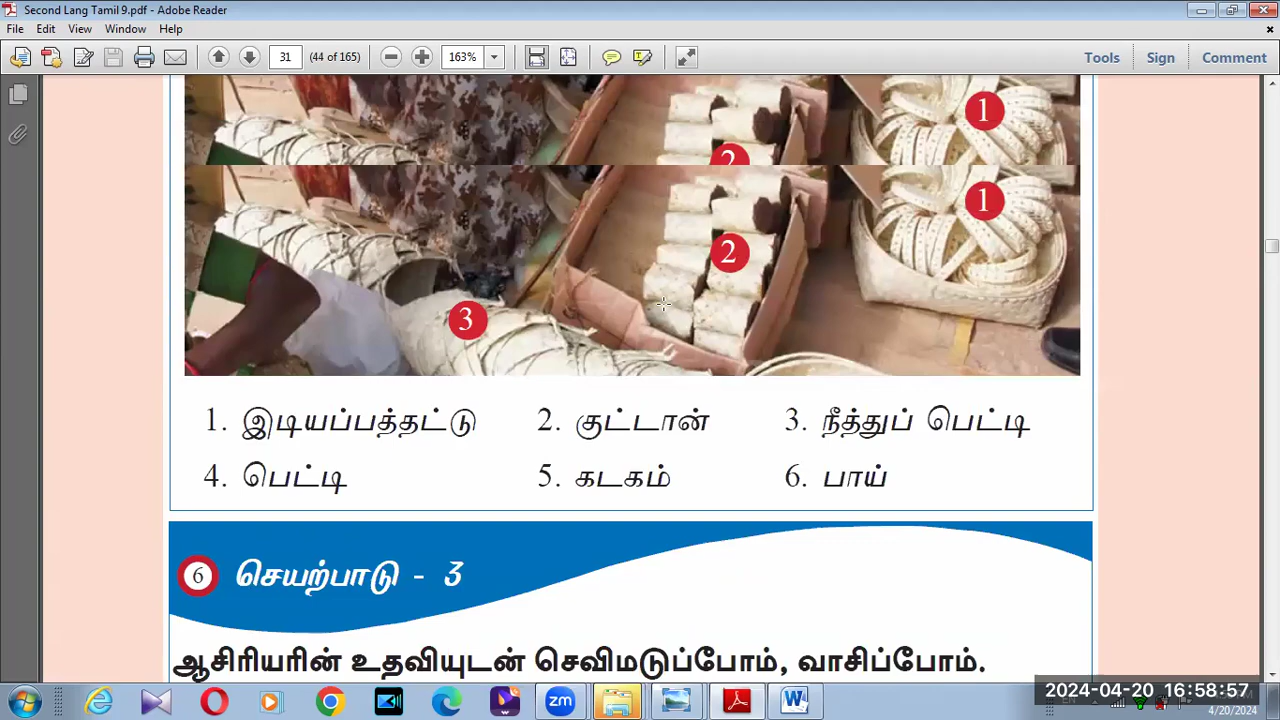 Second Lang Tamil 9.pdf - Adobe Reader
File Edit View Window Help
31 (44 of 165) 163% Tools Sign Comment
1
2
1
2
3
1. இடியப்பத்தட்டு 2. குட்டான் 3. நீத்துப் பெட்டி
4. பெட்டி 5. கடகம் 6. பாய்
6 செயற்பாடு - 3
ஆசிரியரின் உதவியுடன் செவிமடுப்போம், வாசிப்போம்.
2024-04-20 16:58:57
4/20/2024